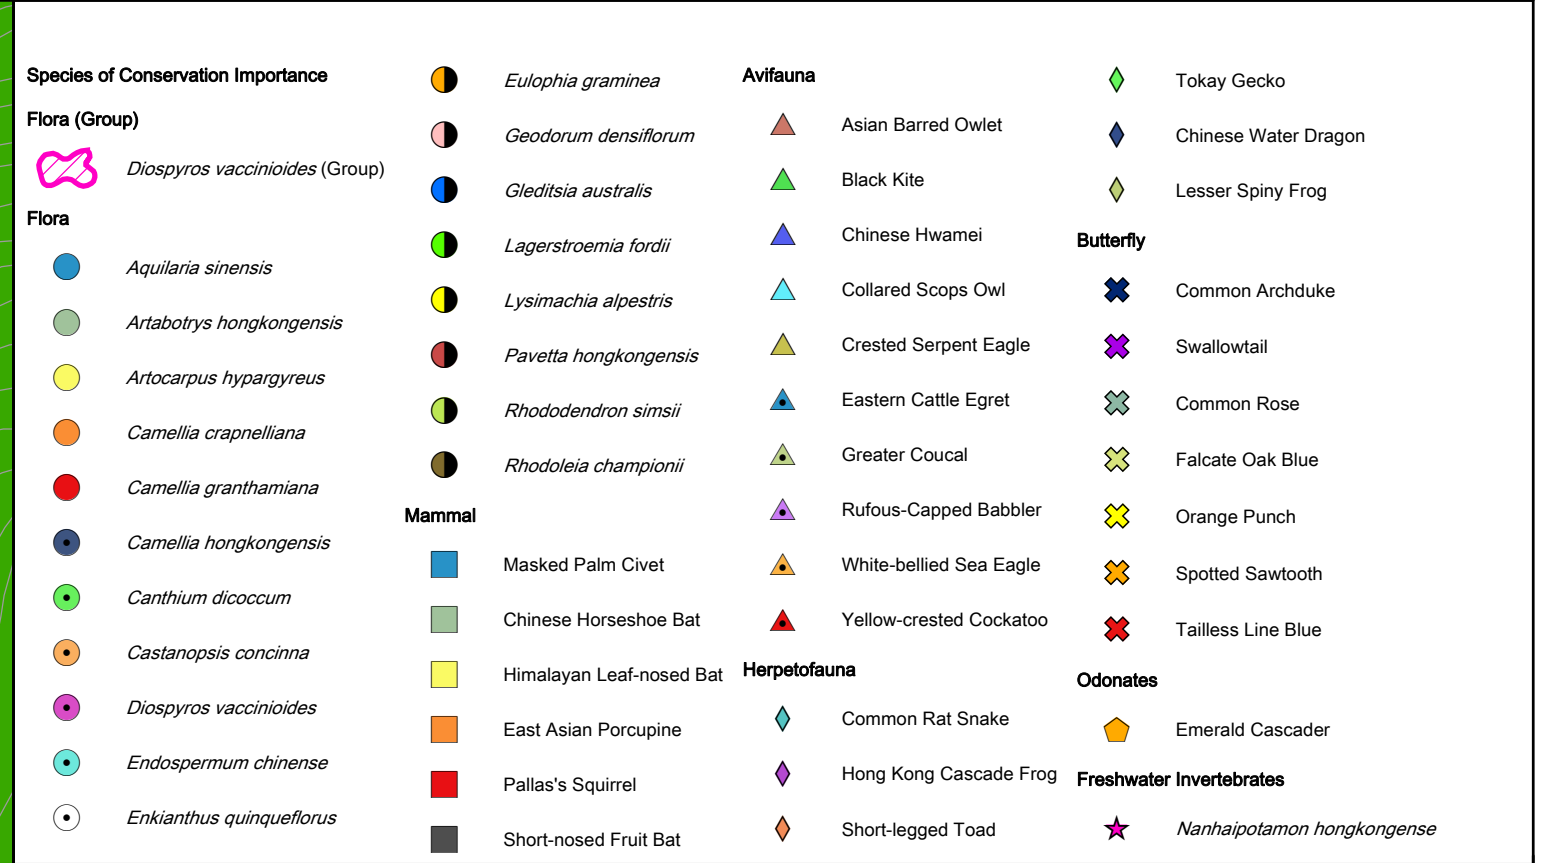 Species of Conservation Importance
Flora (Group)
Diospyros vaccinioides (Group)
Flora
Aquilaria sinensis
Artabotrys hongkongensis
Artocarpus hypargyreus
Camellia crapnelliana
Camellia granthamiana
Camellia hongkongensis
Canthium dicoccum
Castanopsis concinna
Diospyros vaccinioides
Endospermum chinense
Enkianthus quinqueflorus
Eulophia graminea
Geodorum densiflorum
Gleditsia australis
Lagerstroemia fordii
Lysimachia alpestris
Pavetta hongkongensis
Rhododendron simsii
Rhodoleia championii
Mammal
Masked Palm Civet
Chinese Horseshoe Bat
Himalayan Leaf-nosed Bat
East Asian Porcupine
Pallas's Squirrel
Short-nosed Fruit Bat
Avifauna
Asian Barred Owlet
Black Kite
Chinese Hwamei
Collared Scops Owl
Crested Serpent Eagle
Eastern Cattle Egret
Greater Coucal
Rufous-Capped Babbler
White-bellied Sea Eagle
Yellow-crested Cockatoo
Herpetofauna
Common Rat Snake
Hong Kong Cascade Frog
Short-legged Toad
Tokay Gecko
Chinese Water Dragon
Lesser Spiny Frog
Butterfly
Common Archduke
Swallowtail
Common Rose
Falcate Oak Blue
Orange Punch
Spotted Sawtooth
Tailless Line Blue
Odonates
Emerald Cascader
Freshwater Invertebrates
Nanhaipotamon hongkongense